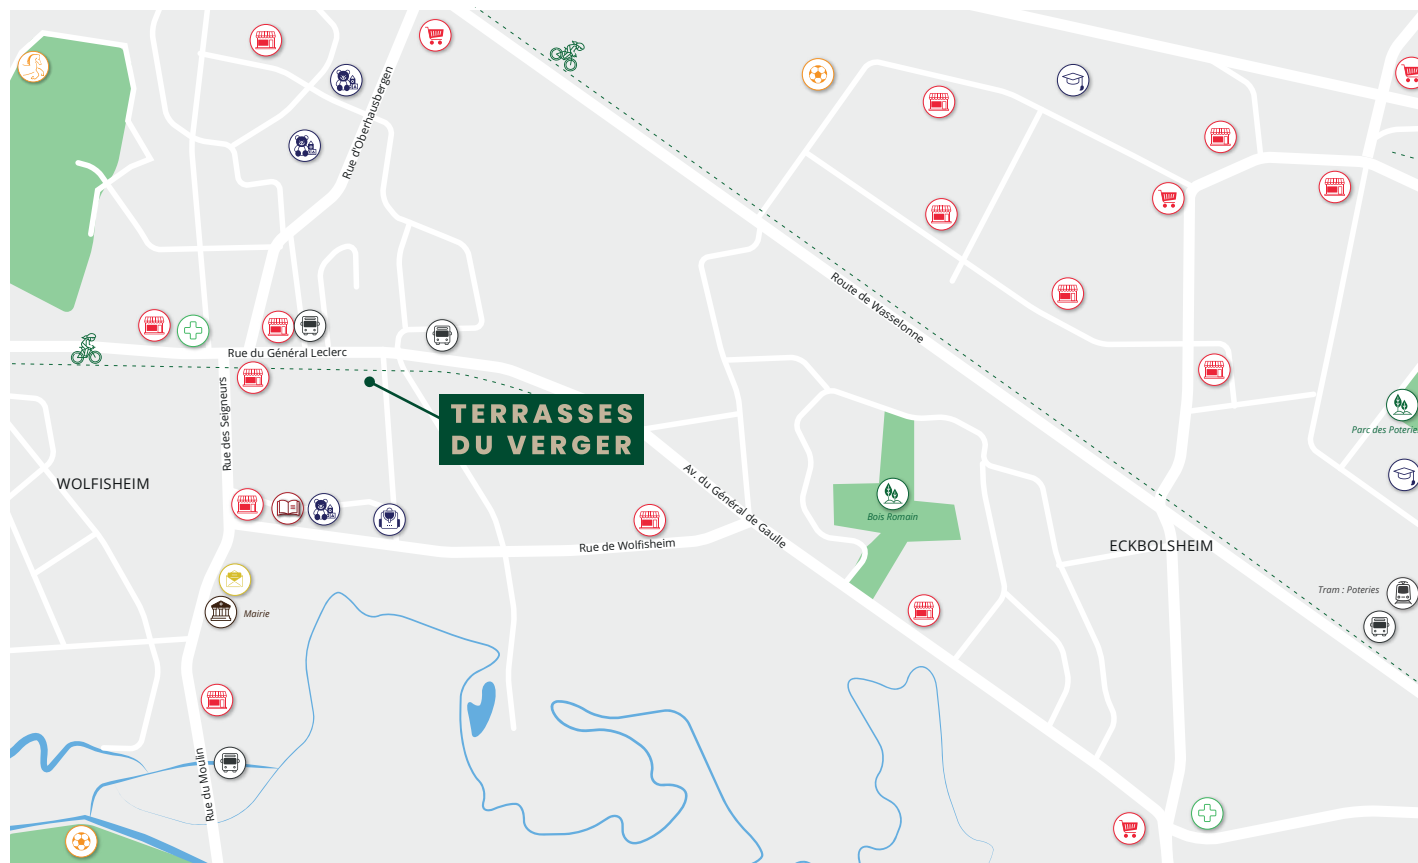 Rue d'Oberhausbergen
Route de Wasselonne
Rue du Général Leclerc
Rue des Seigneurs
TERRASSES
DU VERGER
Parc des Poterie
WOLFISHEIM
Av. du Général de Gaulle
Bois Romain
Rue de Wolfisheim
ECKBOLSHEIM
Tram : Poteries
Mairie
Rue du Moulin